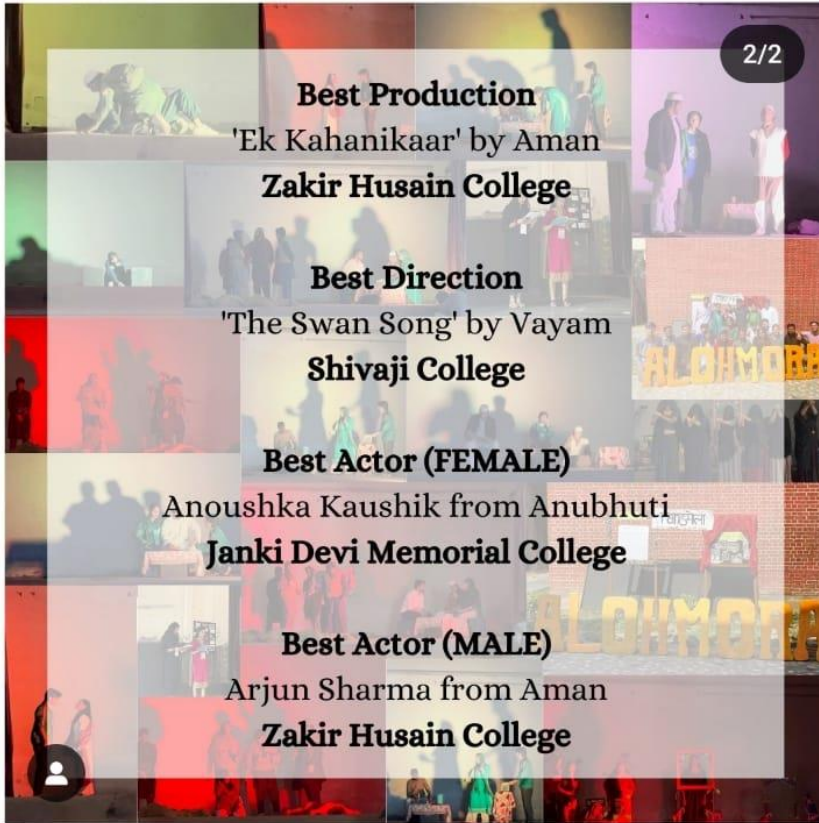 2/2
Best Production
'Ek Kahanikaar' by Aman
Zakir Husain College
Best Direction
'The Swan Song' by Vayam
Shivaji College
ALOHMORA
Best Actor (FEMALE)
Anoushka Kaushik from Anubhuti
Janki Devi Memorial College
ALOHMORA
Best Actor (MALE)
Arjun Sharma from Aman
Zakir Husain College